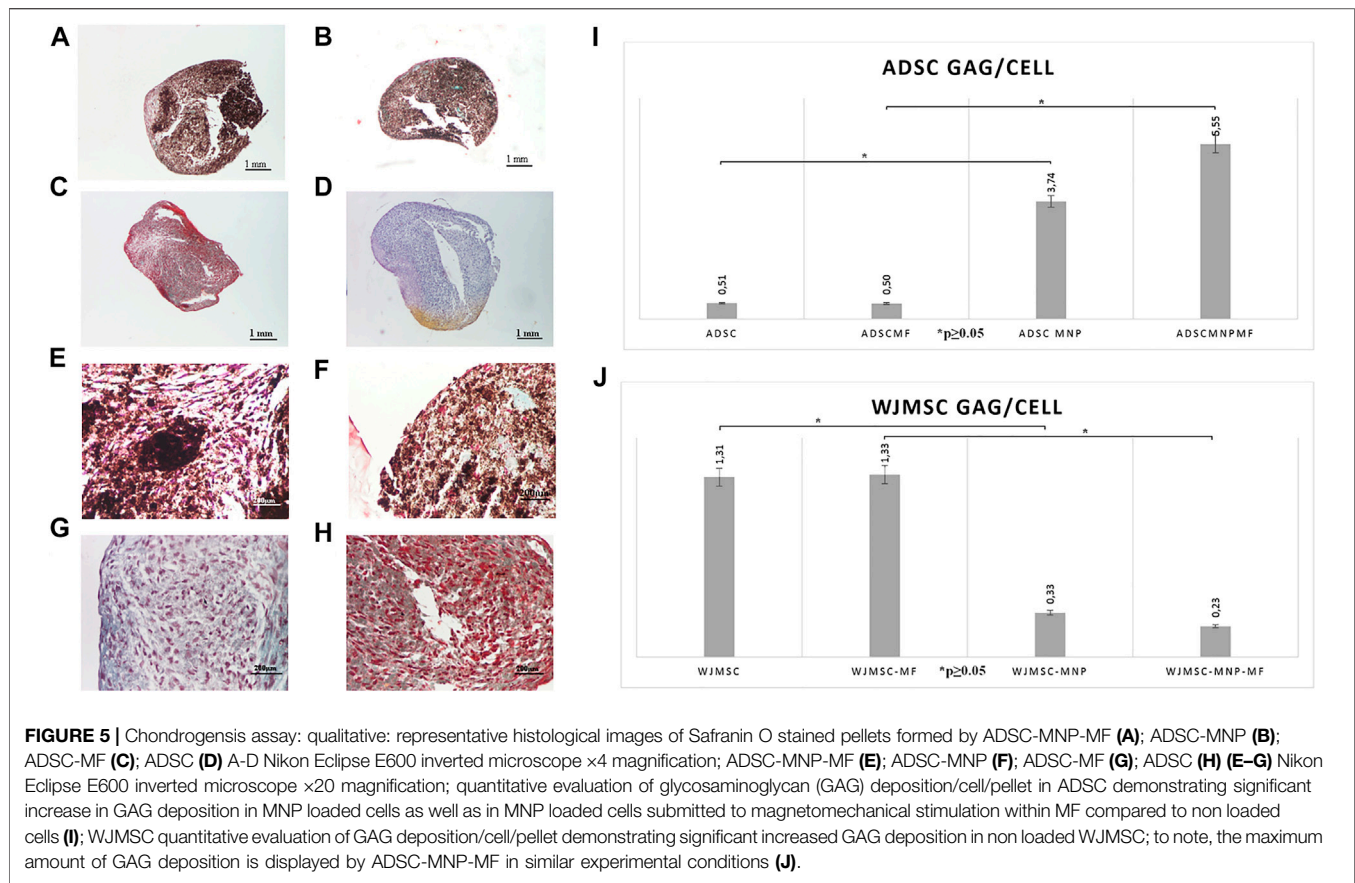 A
B
I
ADSC GAG/CELL
*
*
6,55
3,74
0,51
0,50
ADSC
ADSCMF
*p≥0.05
ADSC MNP
ADSCMNPMF
1 mm
1 mm
C
D
1 mm
1 mm
E
F
J
WJMSC GAG/CELL
*
*
1,31
1,33
0,33
0,23
WJMSC
WJMSC-MF
*p≥0.05
WJMSC-MNP
WJMSC-MNP-MF
200µm
200µm
G
H
200µm
200µm
FIGURE 5 | Chondrogensis assay: qualitative: representative histological images of Safranin O stained pellets formed by ADSC-MNP-MF (A); ADSC-MNP (B);
ADSC-MF (C); ADSC (D) A-D Nikon Eclipse E600 inverted microscope ×4 magnification; ADSC-MNP-MF (E); ADSC-MNP (F); ADSC-MF (G); ADSC (H) (E–G) Nikon
Eclipse E600 inverted microscope ×20 magnification; quantitative evaluation of glycosaminoglycan (GAG) deposition/cell/pellet in ADSC demonstrating significant
increase in GAG deposition in MNP loaded cells as well as in MNP loaded cells submitted to magnetomechanical stimulation within MF compared to non loaded
cells (I); WJMSC quantitative evaluation of GAG deposition/cell/pellet demonstrating significant increased GAG deposition in non loaded WJMSC; to note, the maximum
amount of GAG deposition is displayed by ADSC-MNP-MF in similar experimental conditions (J).